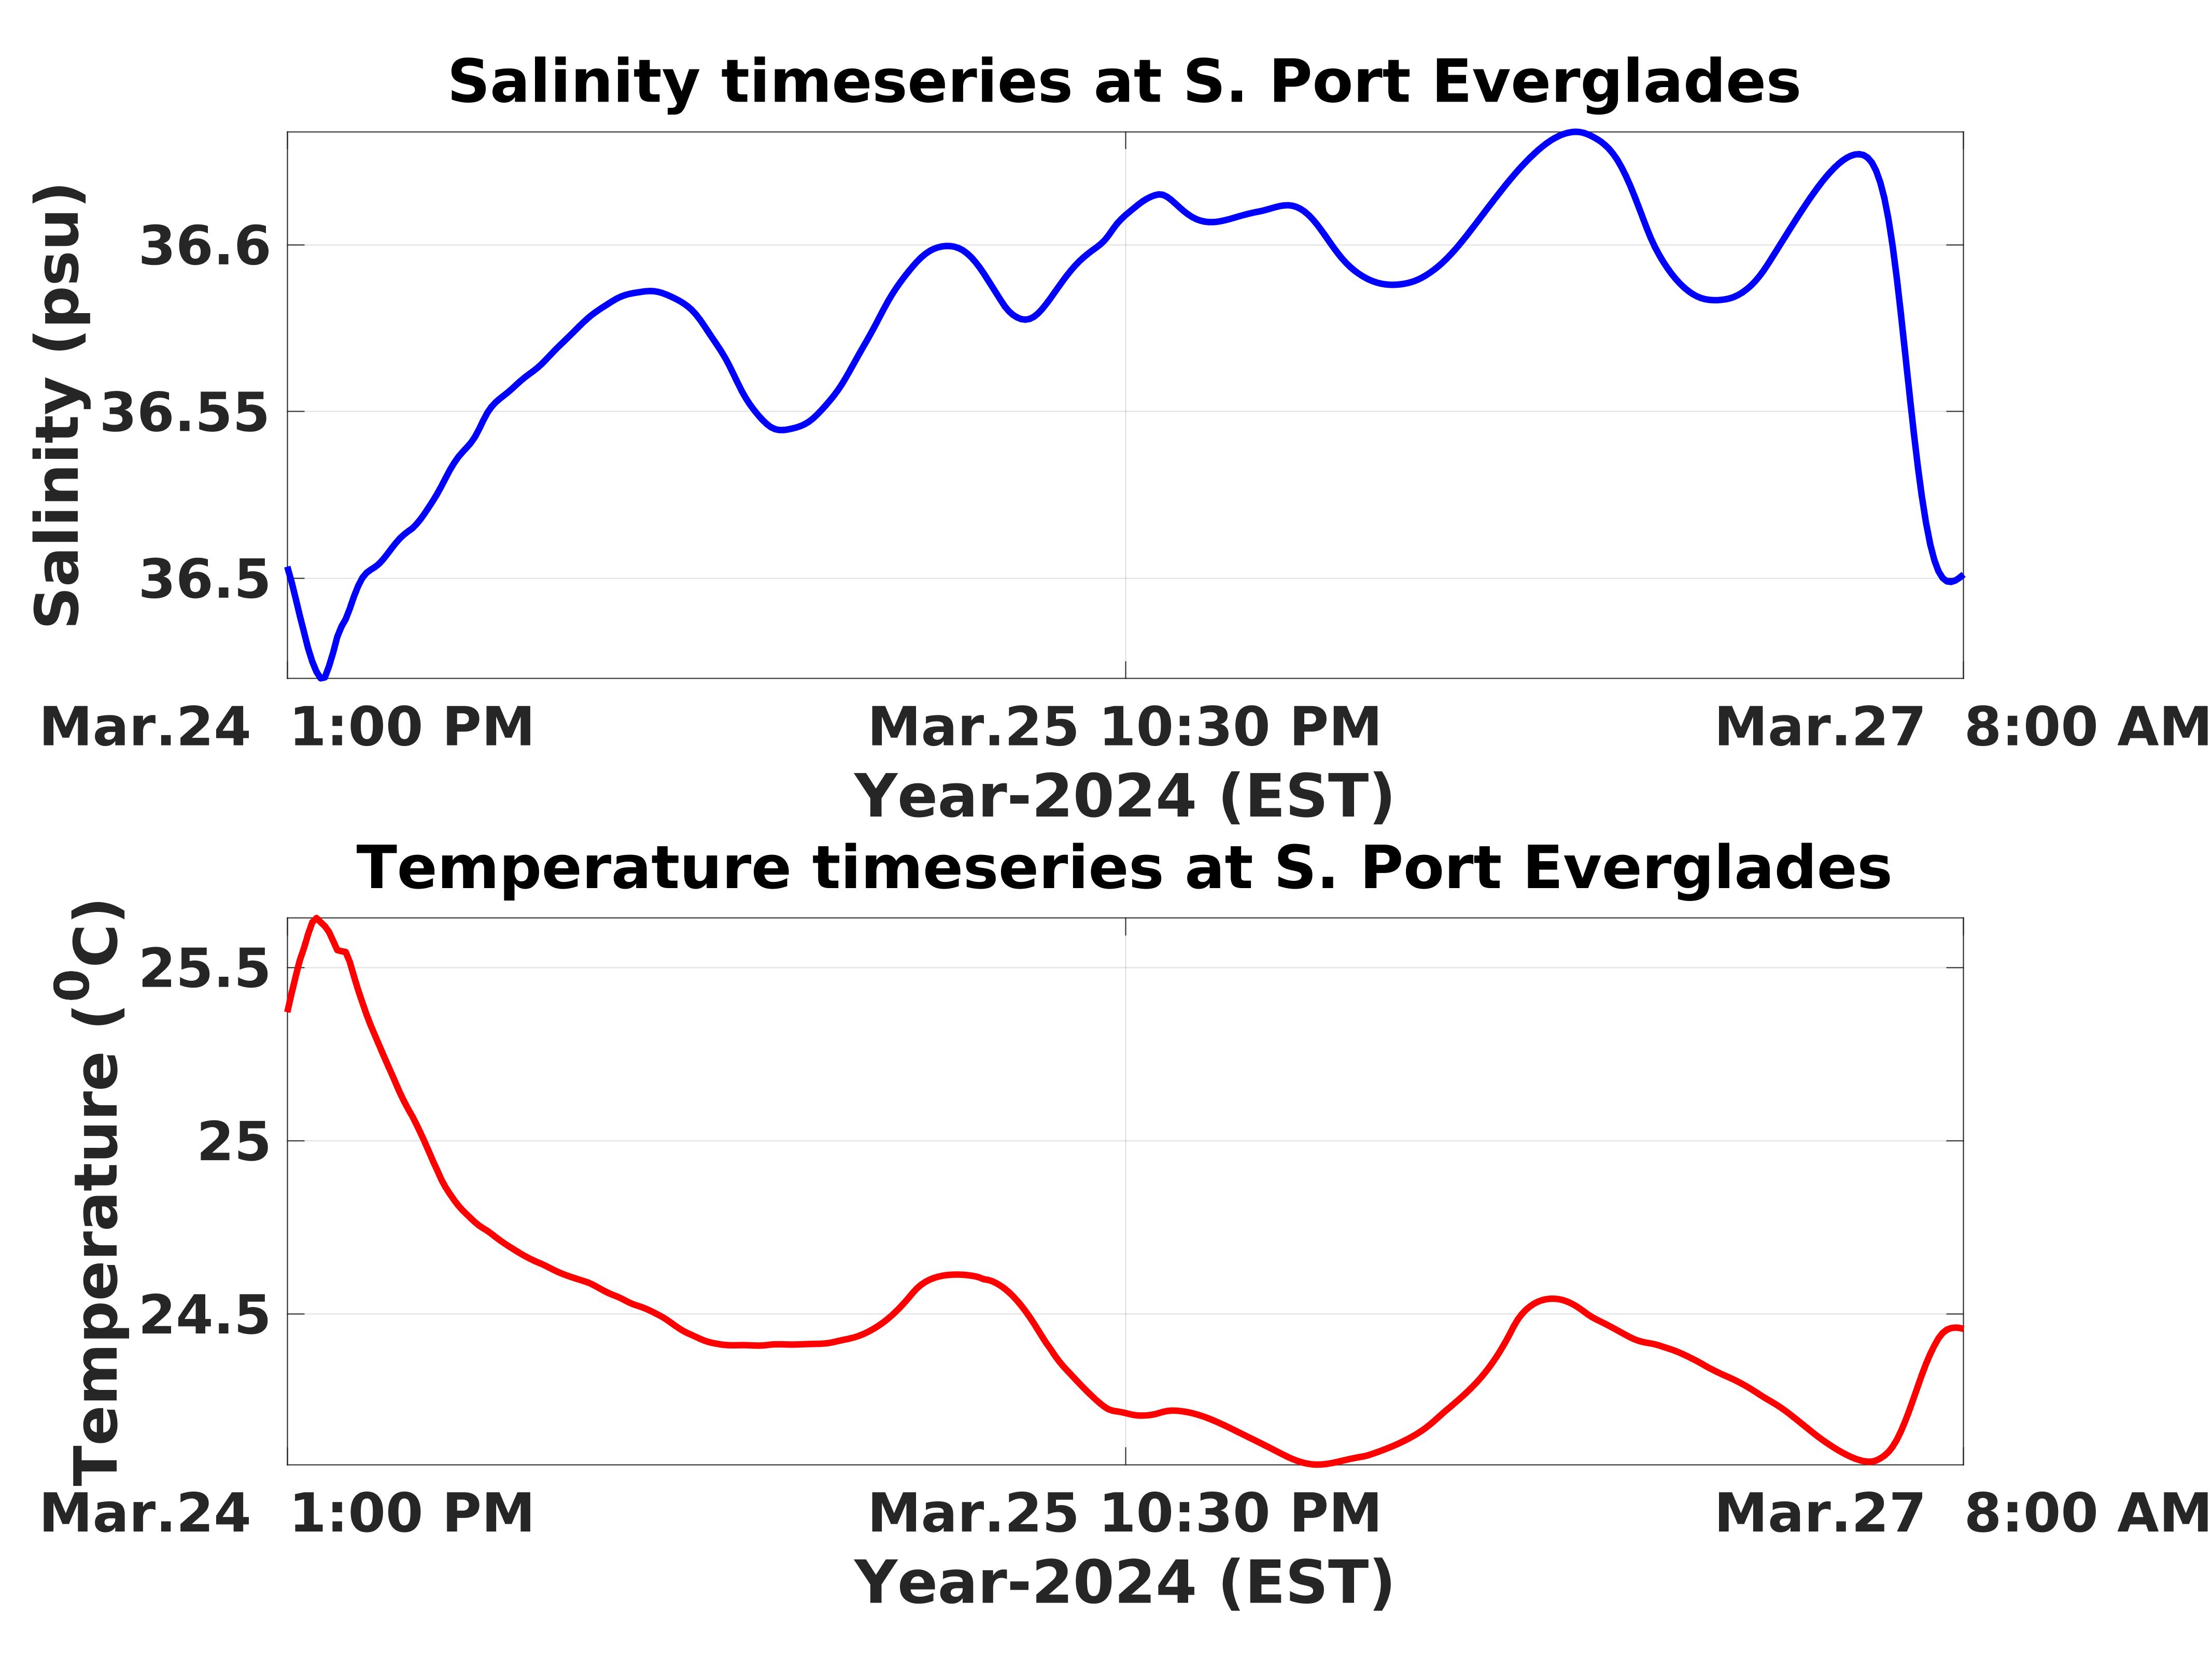 Salinity timeseries at S. Port Everglades
Salinity (psu)
36.6
36.55
36.5
Mar.24 1:00 PM
Mar.25 10:30 PM
Mar.27 8:00 AM
Year-2024 (EST)
Temperature timeseries at S. Port Everglades
Temperature (⁰C)
25.5
25
24.5
Mar.24 1:00 PM
Mar.25 10:30 PM
Mar.27 8:00 AM
Year-2024 (EST)